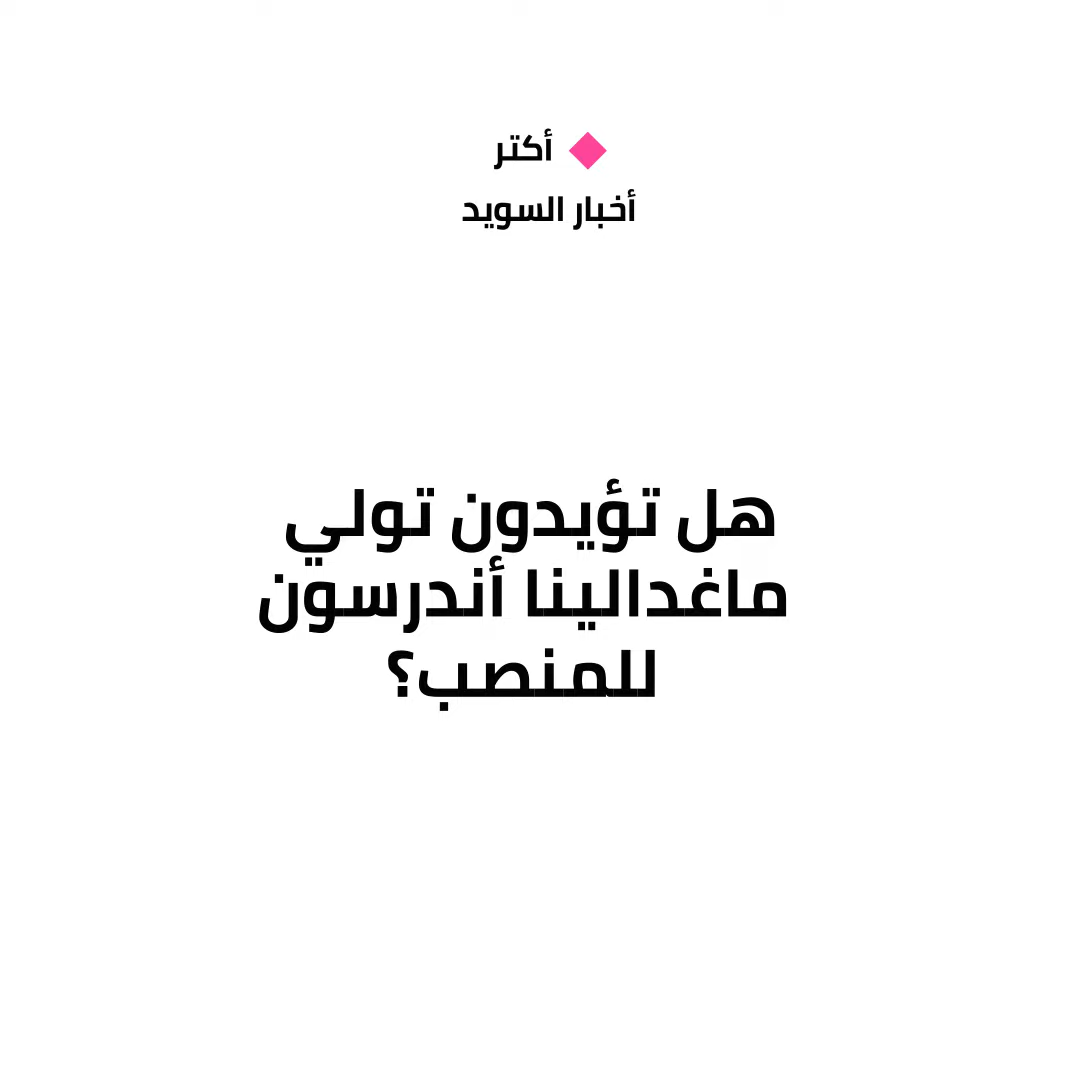 أكتر
أخبار السويد
هل تؤيدون تولي
ماغدالينا أندرسون
للمنصب؟